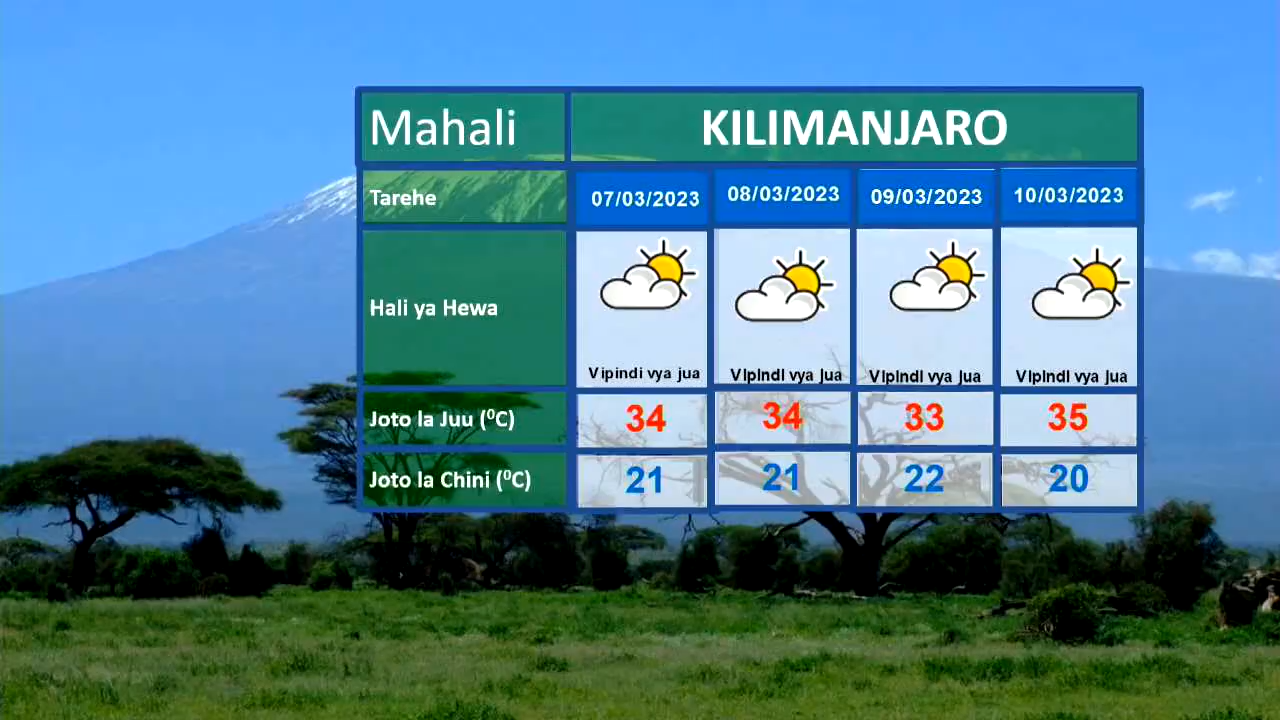 Mahali KILIMANJARO
Tarehe 07/03/2023 08/03/2023 09/03/2023 10/03/2023
Hali ya Hewa Vipindi vya jua Vipindi vya jua Vipindi vya jua Vipindi vya jua
Joto la Juu (⁰C) 34 34 33 35
Joto la Chini (⁰C) 21 21 22 20